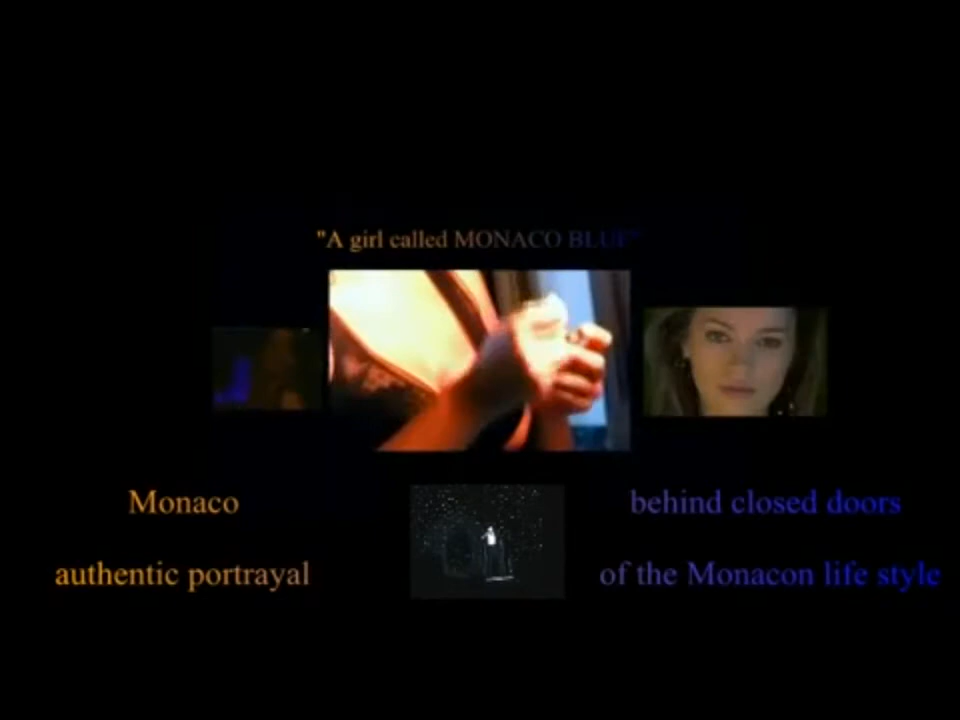 "A girl called MONACO BLUE"
Monaco behind closed doors
authentic portrayal of the Monacon life style